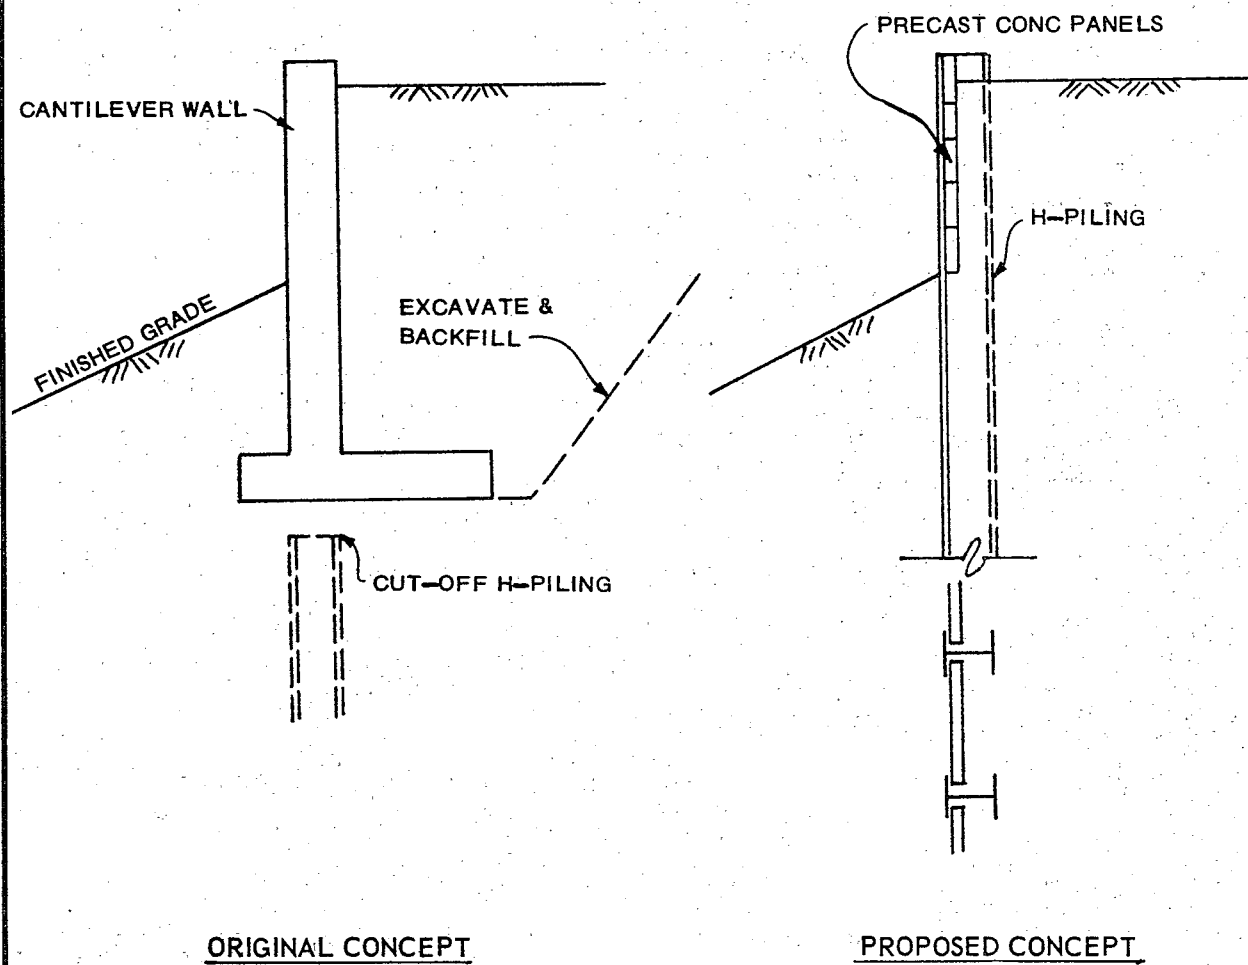 PRECAST CONC PANELS
CANTILEVER WALL
H-PILING
EXCAVATE &
BACKFILL
FINISHED GRADE
CUT-OFF H-PILING
ORIGINAL CONCEPT
PROPOSED CONCEPT